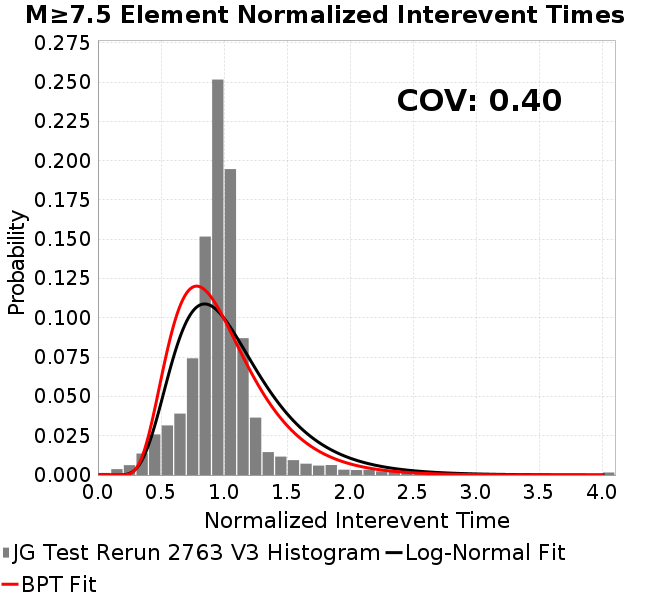 M≥7.5 Element Normalized Interevent Times
COV: 0.40
Probability
0.275
0.250
0.225
0.200
0.175
0.150
0.125
0.100
0.075
0.050
0.025
0.000
0.0 0.5 1.0 1.5 2.0 2.5 3.0 3.5 4.0
Normalized Interevent Time
JG Test Rerun 2763 V3 Histogram Log-Normal Fit
BPT Fit